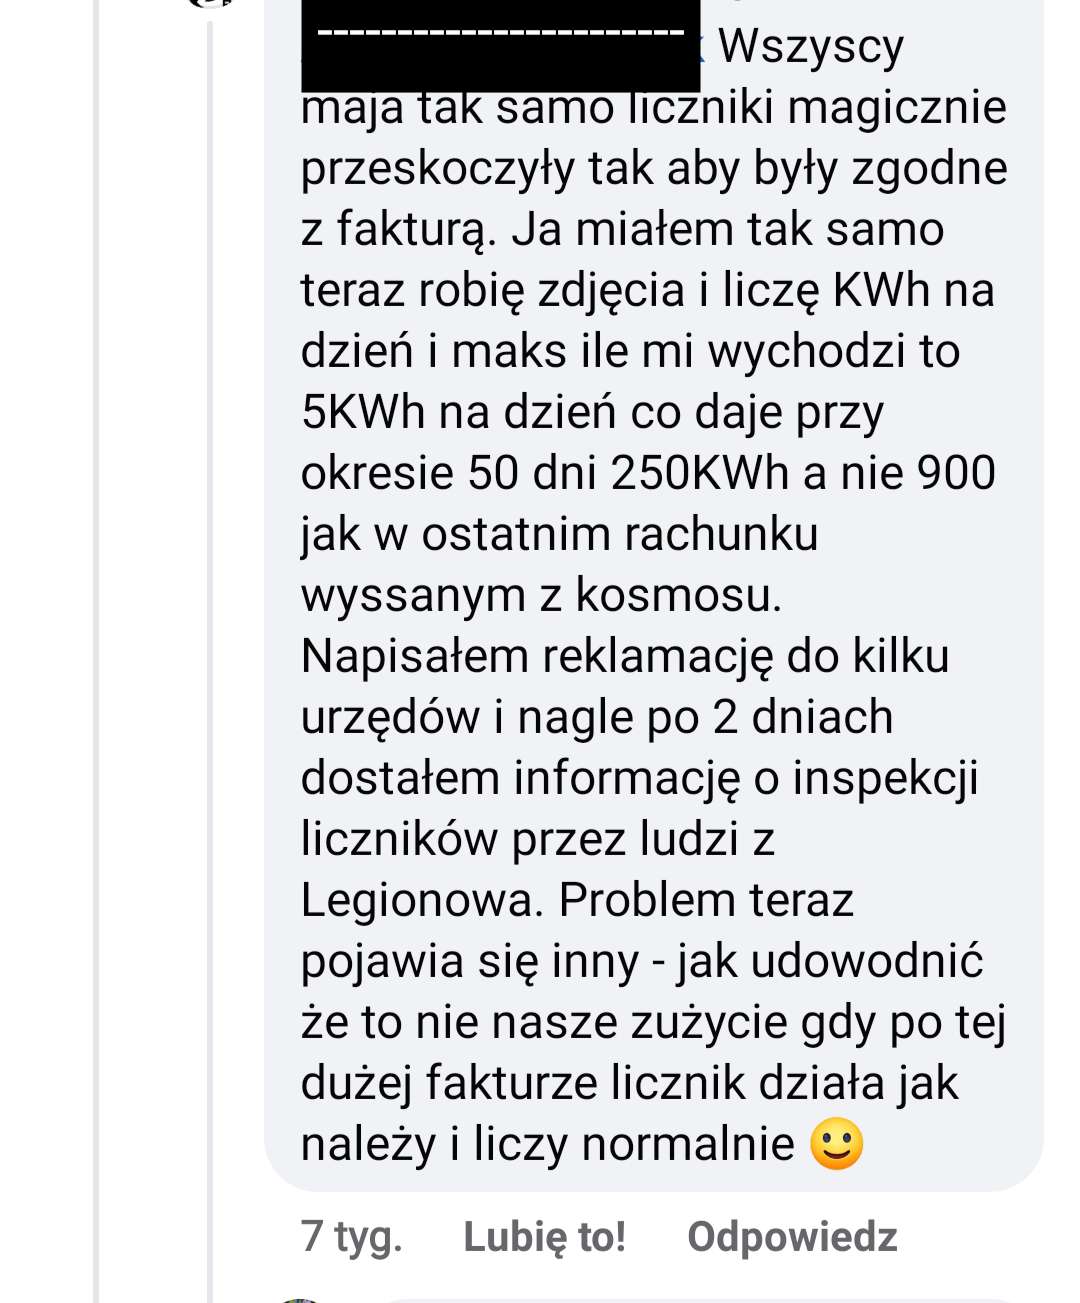 Wszyscy
maja tak samo liczniki magicznie
przeskoczyły tak aby były zgodne
z fakturą. Ja miałem tak samo
teraz robię zdjęcia i liczę KWh na
dzień i maks ile mi wychodzi to
5KWh na dzień co daje przy
okresie 50 dni 250KWh a nie 900
jak w ostatnim rachunku
wyssanym z kosmosu.
Napisałem reklamację do kilku
urzędów i nagle po 2 dniach
dostałem informację o inspekcji
liczników przez ludzi z
Legionowa. Problem teraz
pojawia się inny - jak udowodnić
że to nie nasze zużycie gdy po tej
dużej fakturze licznik działa jak
należy i liczy normalnie 🙂
7 tyg. Lubię to! Odpowiedz